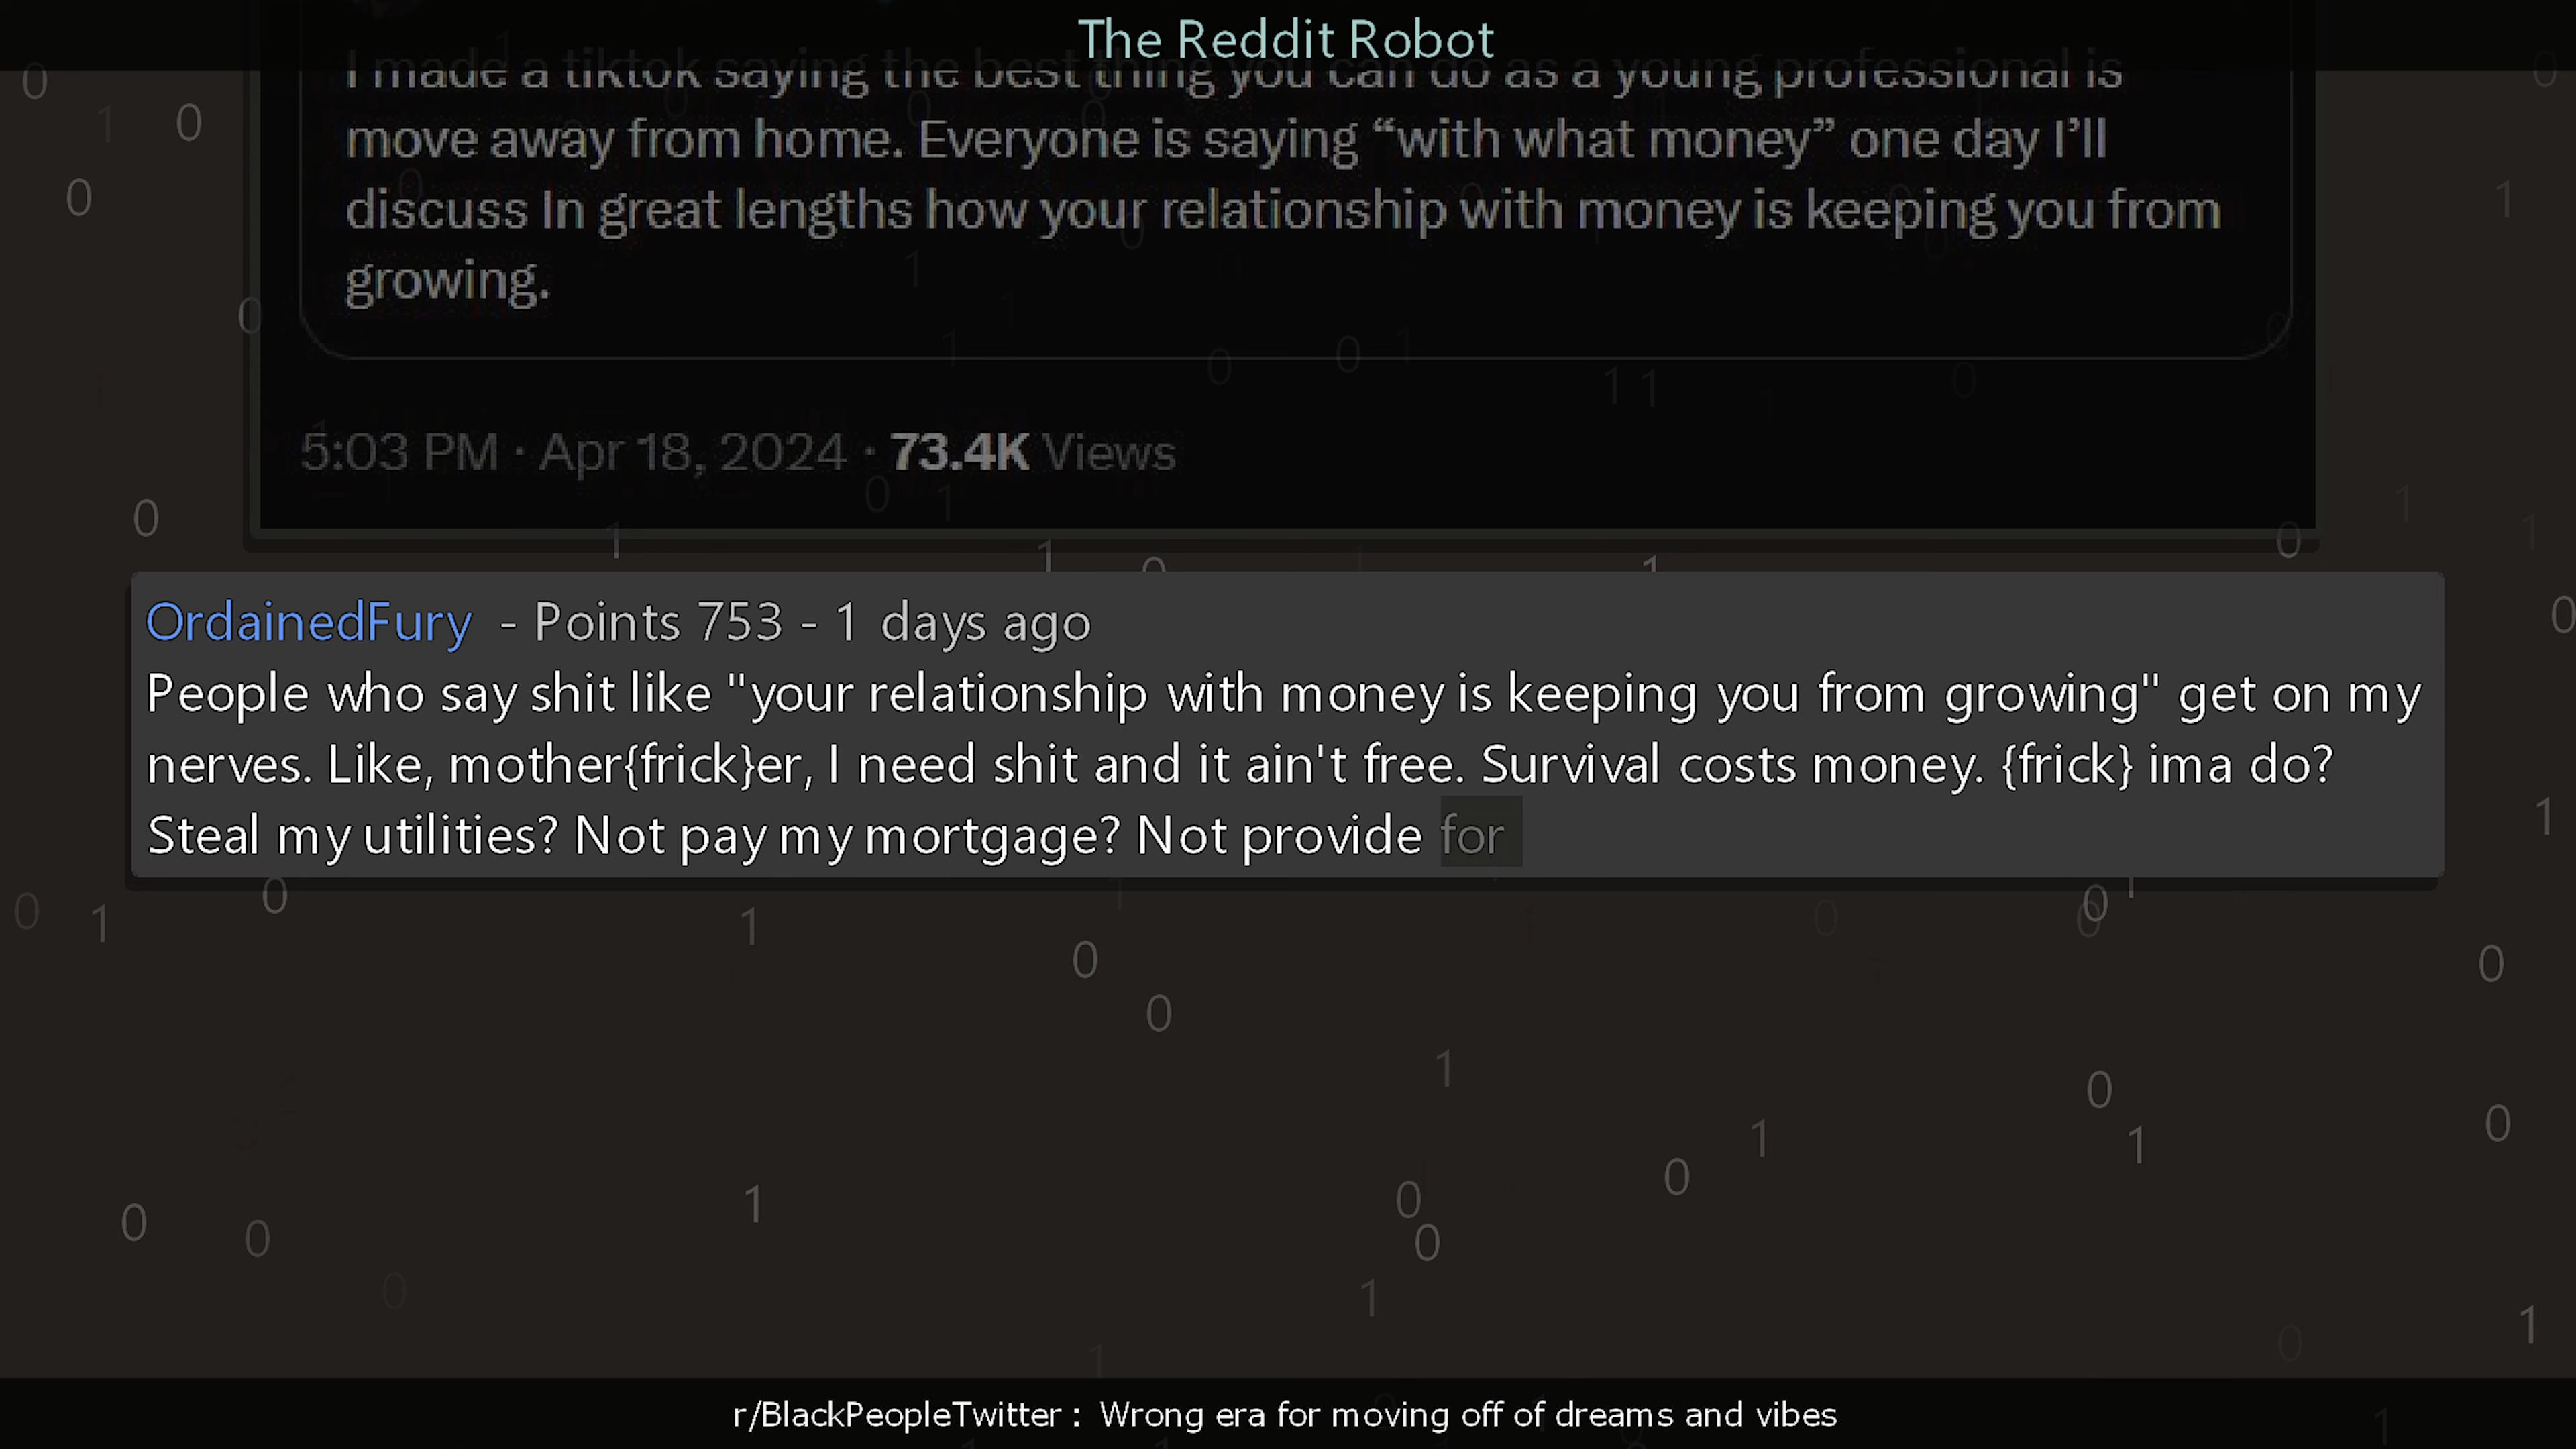 The Reddit Robot
I made a tiktok saying the best thing you can do as a young professional is
move away from home. Everyone is saying “with what money” one day I’ll
discuss In great lengths how your relationship with money is keeping you from
growing.
5:03 PM · Apr 18, 2024 · 73.4K Views
OrdainedFury - Points 753 - 1 days ago
People who say shit like "your relationship with money is keeping you from growing" get on my
nerves. Like, mother{frick}er, I need shit and it ain't free. Survival costs money. {frick} ima do?
Steal my utilities? Not pay my mortgage? Not provide for
r/BlackPeopleTwitter : Wrong era for moving off of dreams and vibes